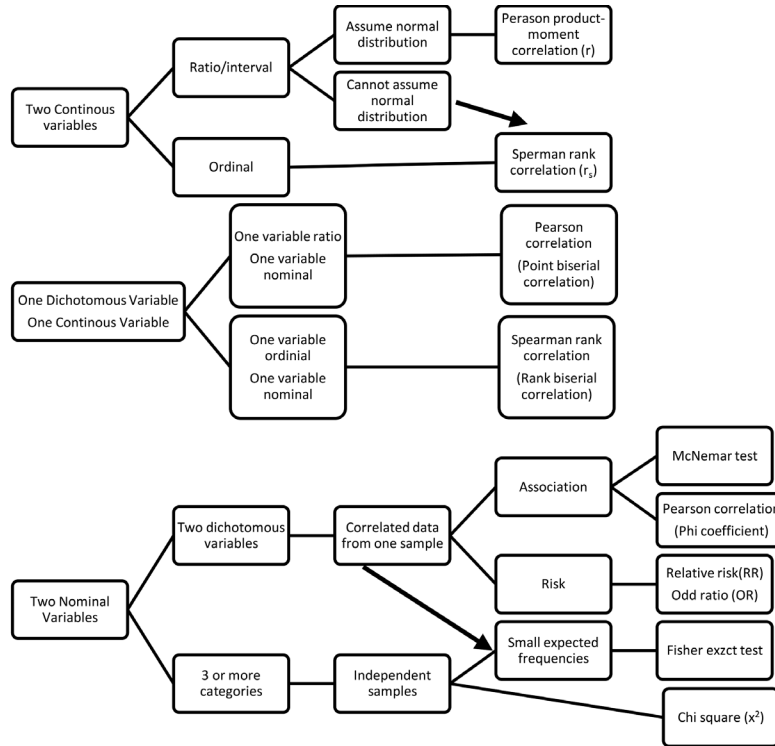 Assume normal
distribution
Perason product-
moment
correlation (r)
Ratio/interval
Cannot assume
normal
distribution
Two Continous
variables
Ordinal
Sperman rank
correlation (rₛ)
One variable ratio
One variable
nominal
Pearson
correlation
(Point biserial
correlation)
One Dichotomous Variable
One Continous Variable
One variable
ordinial
One variable
nominal
Spearman rank
correlation
(Rank biserial
correlation)
McNemar test
Association
Two dichotomous
variables
Correlated data
from one sample
Pearson correlation
(Phi coefficient)
Two Nominal
Variables
Risk
Relative risk(RR)
Odd ratio (OR)
Small expected
frequencies
Fisher exzct test
3 or more
categories
Independent
samples
Chi square (x²)